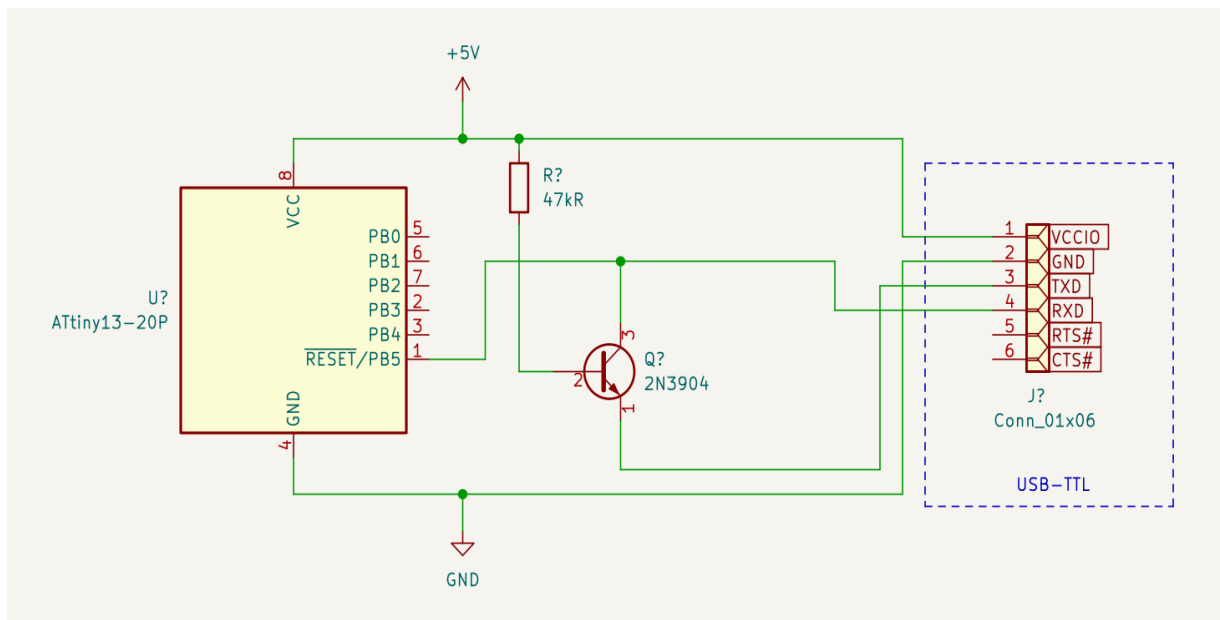 +5V
8
VCC
R?
47kR
PB0 5
PB1 6
PB2 7
PB3 2
PB4 3
RESET/PB5 1
U?
ATtiny13-20P
GND
4
3
Q?
2N3904
2
1
1 VCCIO
2 GND
3 TXD
4 RXD
5 RTS#
6 CTS#
J?
Conn_01x06
USB-TTL
GND